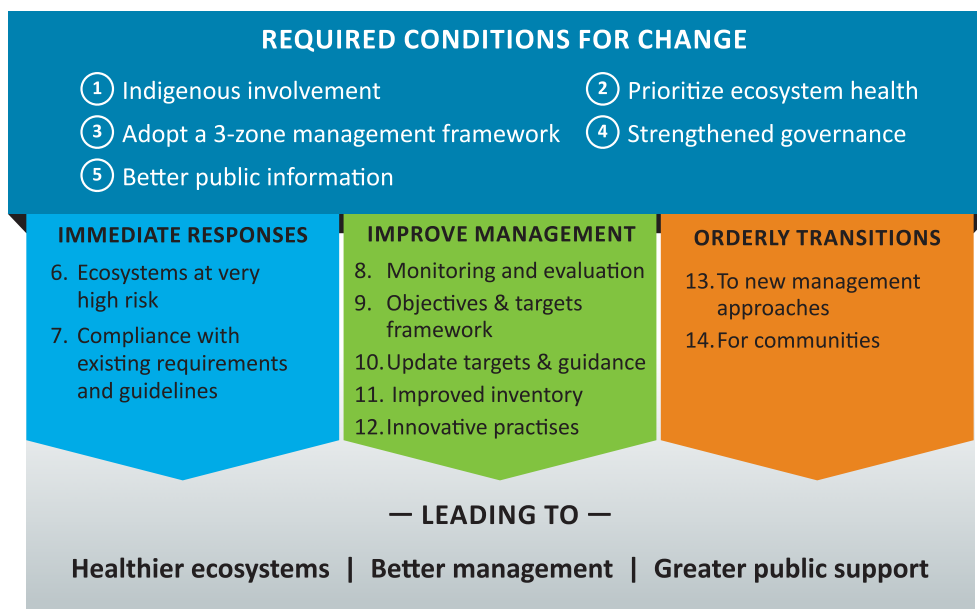 REQUIRED CONDITIONS FOR CHANGE
1 Indigenous involvement
2 Prioritize ecosystem health
3 Adopt a 3-zone management framework
4 Strengthened governance
5 Better public information
IMMEDIATE RESPONSES
6. Ecosystems at very
high risk
7. Compliance with
existing requirements
and guidelines
IMPROVE MANAGEMENT
8. Monitoring and evaluation
9. Objectives & targets
framework
10. Update targets & guidance
11. Improved inventory
12. Innovative practises
ORDERLY TRANSITIONS
13. To new management
approaches
14. For communities
— LEADING TO —
Healthier ecosystems | Better management | Greater public support